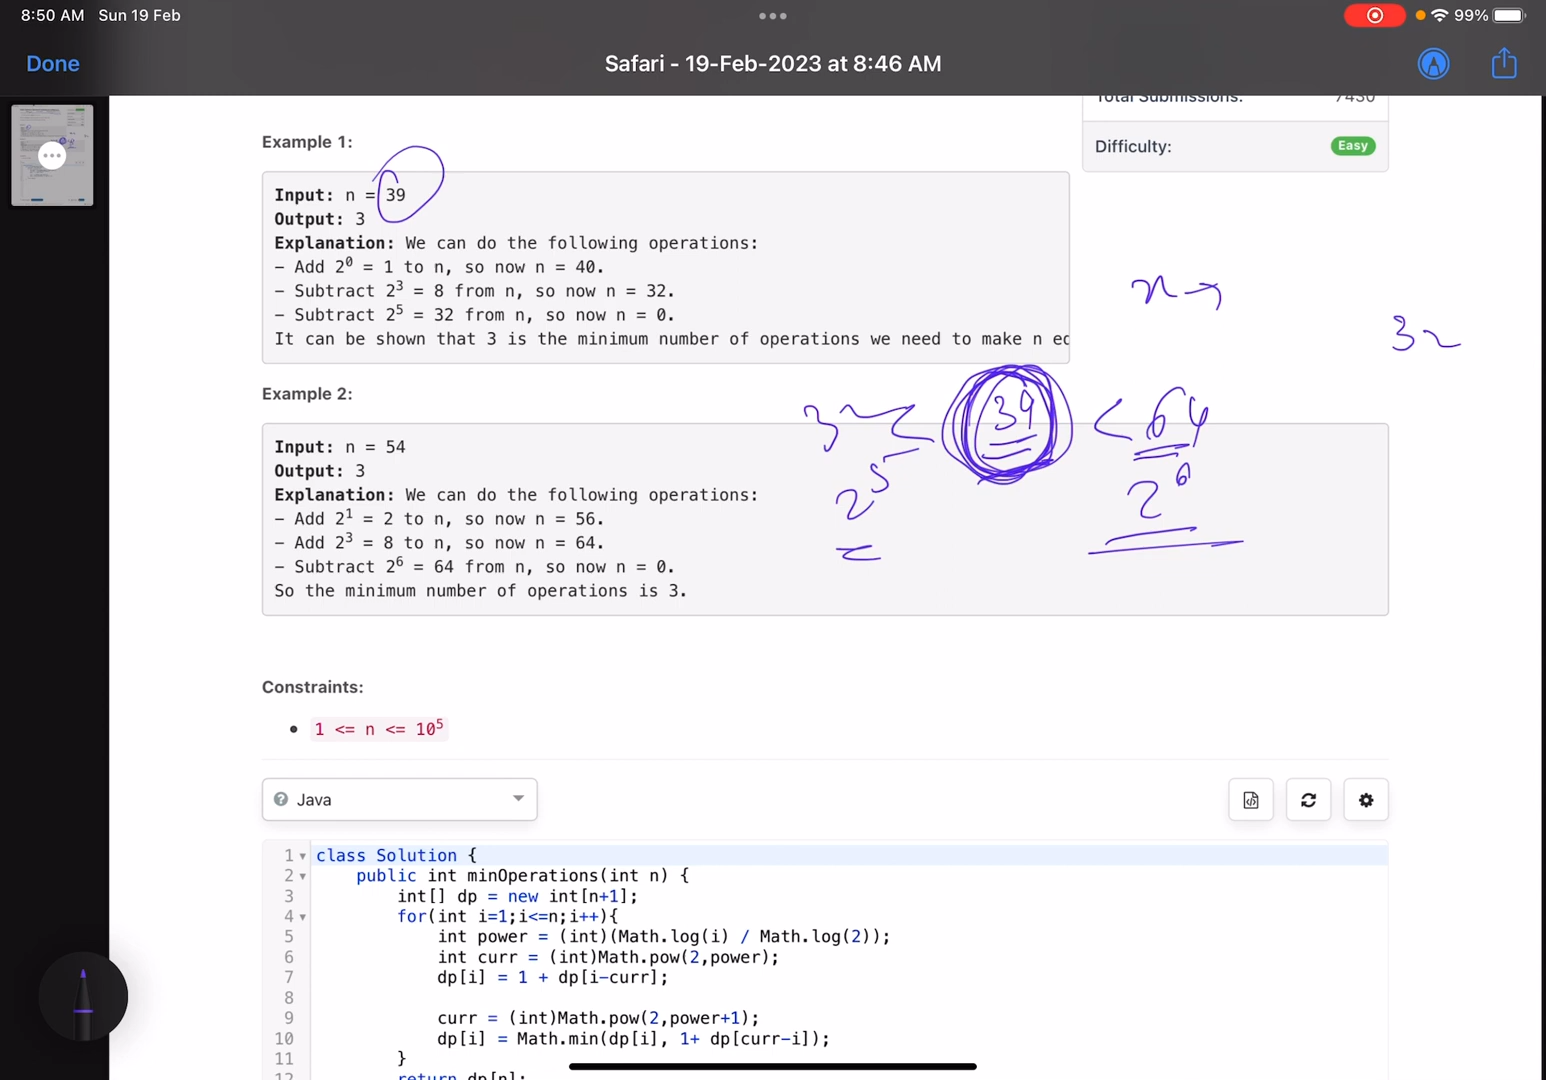 8:50 AM Sun 19 Feb
99%
Done
Safari - 19-Feb-2023 at 8:46 AM
Total Submissions: 7430
Difficulty: Easy
Example 1:
Input: n = 39
Output: 3
Explanation: We can do the following operations:
- Add 2^0 = 1 to n, so now n = 40.
- Subtract 2^3 = 8 from n, so now n = 32.
- Subtract 2^5 = 32 from n, so now n = 0.
It can be shown that 3 is the minimum number of operations we need to make n eq
n →
32
Example 2:
32 < 39 < 64
2^5 2^6
Input: n = 54
Output: 3
Explanation: We can do the following operations:
- Add 2^1 = 2 to n, so now n = 56.
- Add 2^3 = 8 to n, so now n = 64.
- Subtract 2^6 = 64 from n, so now n = 0.
So the minimum number of operations is 3.
Constraints:
• 1 <= n <= 10^5
Java
1 class Solution {
2 public int minOperations(int n) {
3 int[] dp = new int[n+1];
4 for(int i=1;i<=n;i++){
5 int power = (int)(Math.log(i) / Math.log(2));
6 int curr = (int)Math.pow(2,power);
7 dp[i] = 1 + dp[i-curr];
8
9 curr = (int)Math.pow(2,power+1);
10 dp[i] = Math.min(dp[i], 1+ dp[curr-i]);
11 }
12 return dp[n];